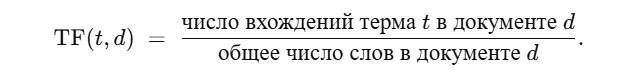 число вхождений терма t в документе d
TF(t, d) =
общее число слов в документе d
.